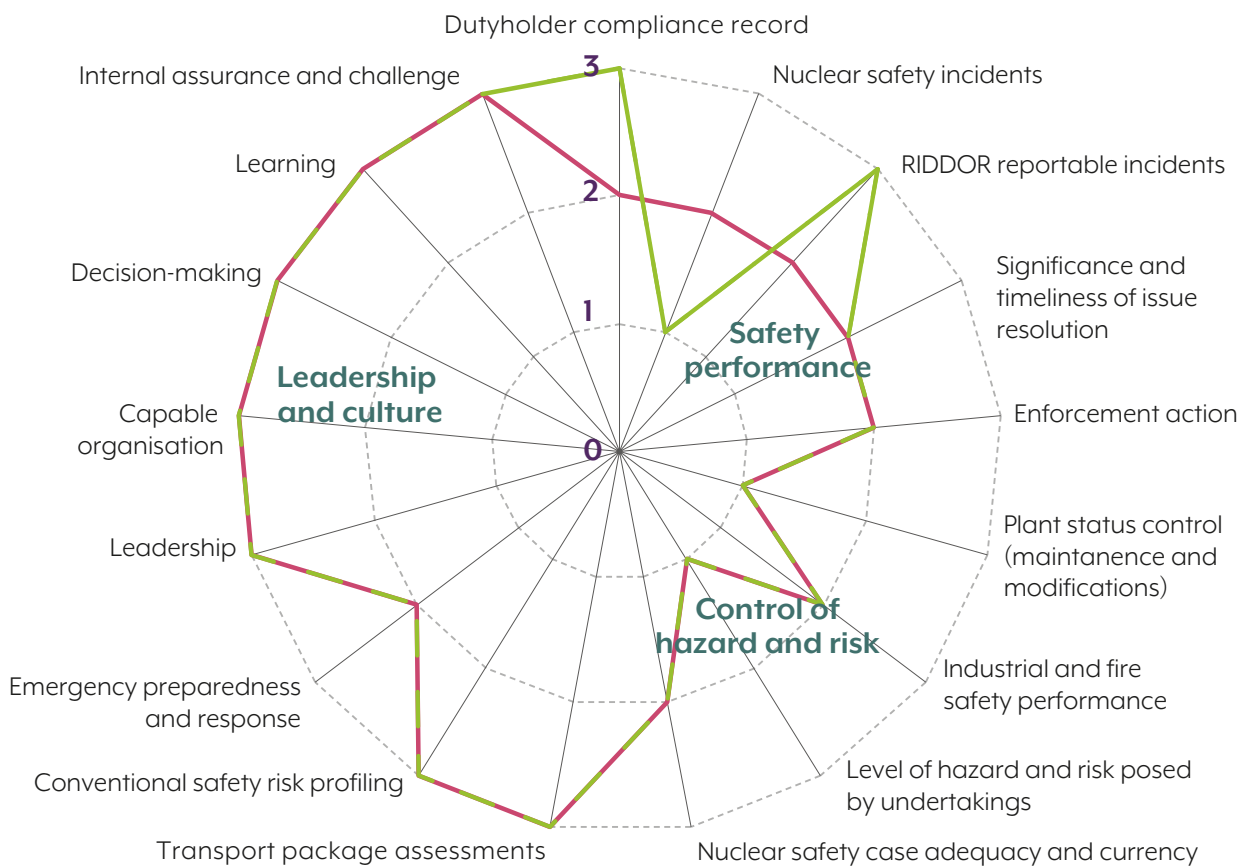 Dutyholder compliance record
Nuclear safety incidents
RIDDOR reportable incidents
Significance and
timeliness of issue
resolution
Enforcement action
Plant status control
(maintanence and
modifications)
Industrial and fire
safety performance
Level of hazard and risk posed
by undertakings
Nuclear safety case adequacy and currency
Transport package assessments
Conventional safety risk profiling
Emergency preparedness
and response
Leadership
Capable
organisation
Decision-making
Learning
Internal assurance and challenge
3
2
1
0
Safety
performance
Control of
hazard and risk
Leadership
and culture